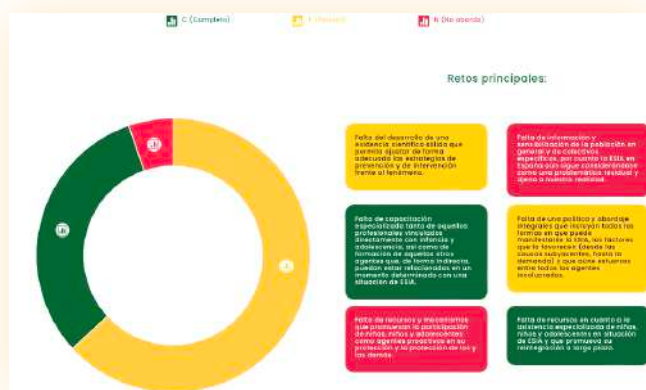 C (Completo)
N (No aborda)
Retos principales:
Falta del desarrollo de una
evidencia científica sólida que
permita ajustar de forma
adecuada las estrategias de
prevención y de intervención
frente al fenómeno.
Falta de información y
sensibilización de la población en
general y de colectivos
específicos, por cuanto la ESIA en
España aún sigue considerándose
como una problemática residual y
ajena a nuestra realidad.
Falta de capacitación
especializada tanto de aquellos
profesionales vinculados
directamente con infancia y
adolescencia, así como de
formación de aquellos otros
agentes que, de forma indirecta,
puedan estar relacionados en un
momento determinado con una
situación de ESIA.
Falta de una política y abordaje
integrales que incluyan todas las
formas en que puede
manifestarse la ESIA, los factores
que la favorecen (desde las
causas subyacentes, hasta la
demanda) y que aúne esfuerzos
entre todos los agentes
involucrados.
Falta de recursos y mecanismos
que promuevan la participación
de niñas, niños y adolescentes
como agentes proactivos en su
protección y la protección de los y
las demás.
Falta de recursos en cuanto a la
asistencia especializada de niñas,
niños y adolescentes en situación
de ESIA y que promueva su
reintegración a largo plazo.